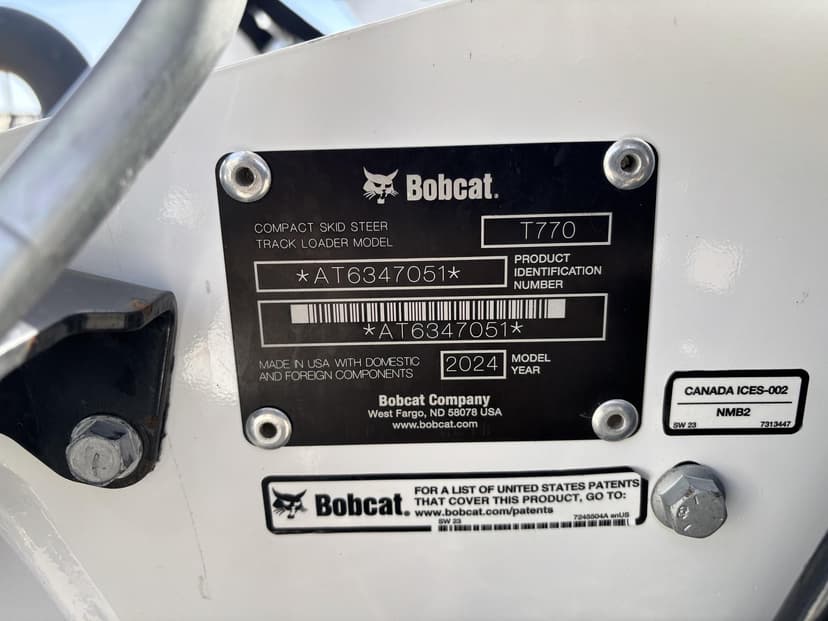 Bobcat.
COMPACT SKID STEER
TRACK LOADER MODEL
T770
*AT6347051*
PRODUCT
IDENTIFICATION
NUMBER
*AT6347051*
MADE IN USA WITH DOMESTIC
AND FOREIGN COMPONENTS
2024
MODEL
YEAR
Bobcat Company
West Fargo, ND 58078 USA
www.bobcat.com
CANADA ICES-002
NMB2
SW 23 7313447
Bobcat.
FOR A LIST OF UNITED STATES PATENTS
THAT COVER THIS PRODUCT, GO TO:
www.bobcat.com/patents
SW 23 7245504A enUS